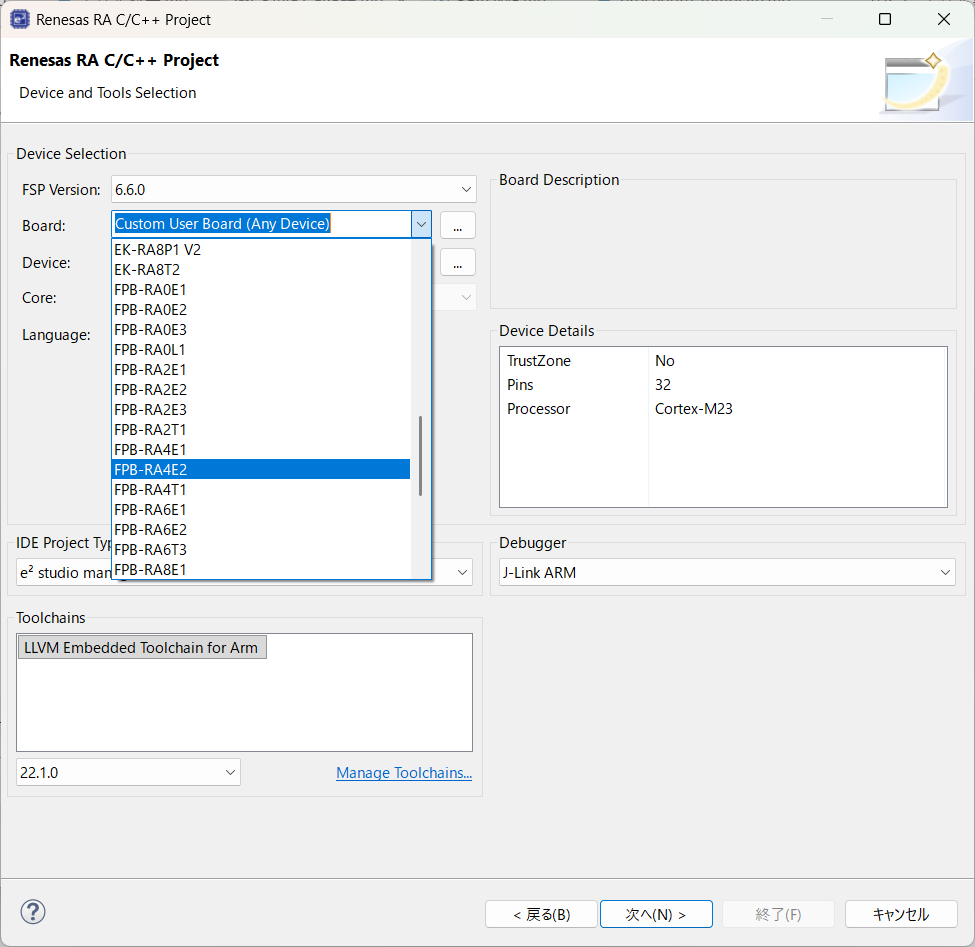 Renesas RA C/C++ Project
Renesas RA C/C++ Project
Device and Tools Selection
Device Selection
FSP Version: 6.6.0
Board: Custom User Board (Any Device) ...
EK-RA8P1 V2
Device: EK-RA8T2 ...
FPB-RA0E1
Core:
FPB-RA0E2
FPB-RA0E3
Language:
FPB-RA0L1
FPB-RA2E1
FPB-RA2E2
FPB-RA2E3
FPB-RA2T1
FPB-RA4E1
FPB-RA4E2
FPB-RA4T1
FPB-RA6E1
FPB-RA6E2
FPB-RA6T3
FPB-RA8E1
Board Description
Device Details
TrustZone No
Pins 32
Processor Cortex-M23
IDE Project Typ
e² studio man
Debugger
J-Link ARM
Toolchains
LLVM Embedded Toolchain for Arm
22.1.0
Manage Toolchains...
? < 戻る(B) 次へ(N) > 終了(F) キャンセル